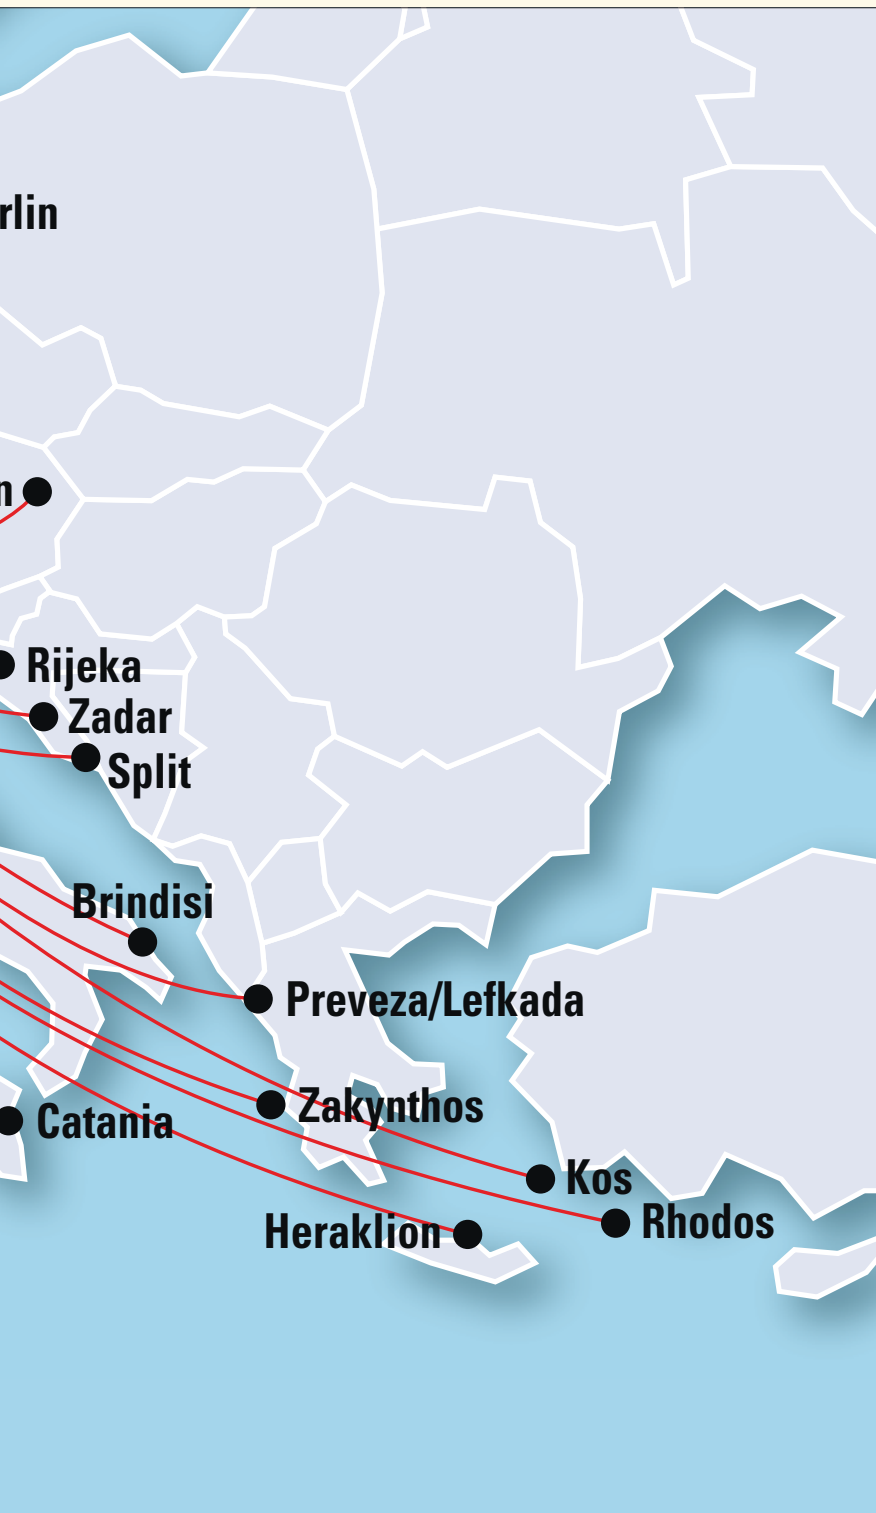 rlin
n
Rijeka
Zadar
Split
Brindisi
Preveza/Lefkada
Zakynthos
Catania
Kos
Rhodos
Heraklion